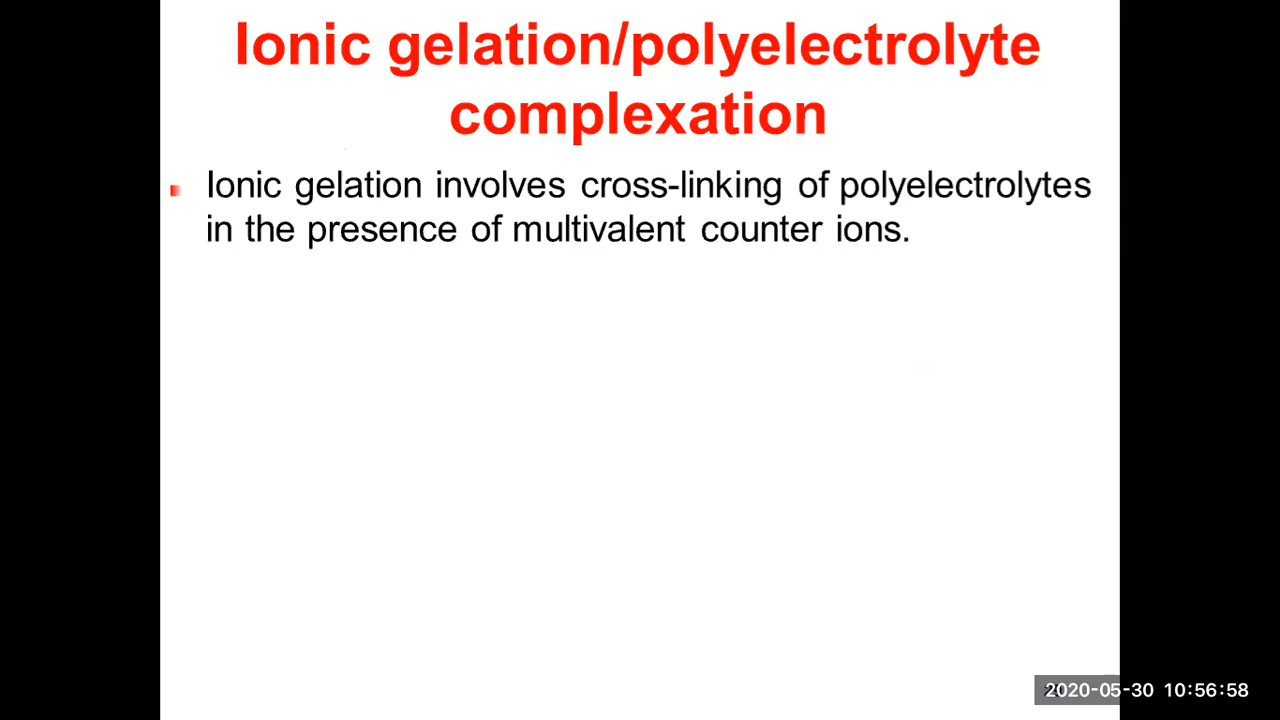 Ionic gelation/polyelectrolyte
complexation
Ionic gelation involves cross-linking of polyelectrolytes
in the presence of multivalent counter ions.
2020-05-30 10:56:58